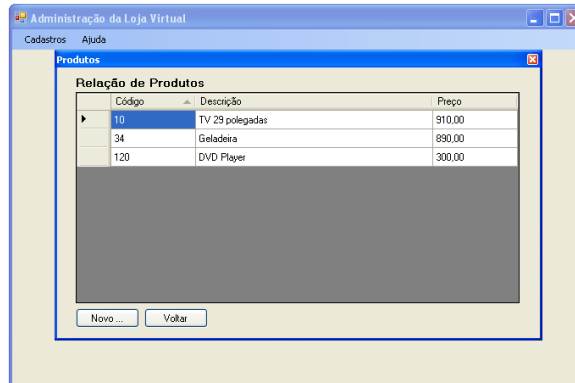 Administração da Loja Virtual
Cadastros Ajuda
Produtos
Relação de Produtos
Código Descrição Preço
10 TV 29 polegadas 910,00
34 Geladeira 890,00
120 DVD Player 300,00
Novo ... Voltar